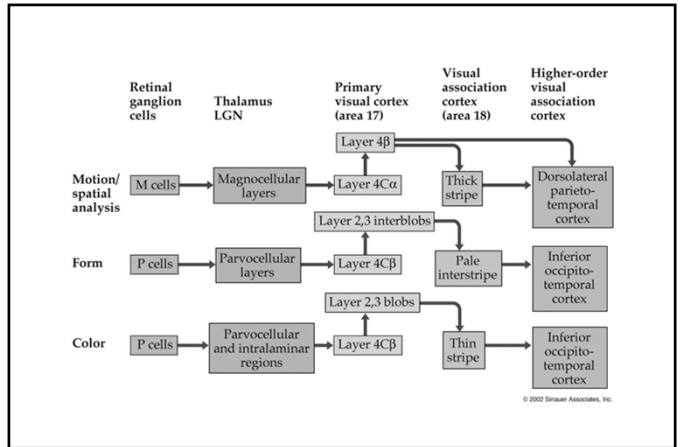 Retinal
ganglion
cells
Thalamus
LGN
Primary
visual cortex
(area 17)
Visual
association
cortex
(area 18)
Higher-order
visual
association
cortex
Motion/
spatial
analysis
M cells
Magnocellular
layers
Layer 4β
Layer 4Cα
Thick
stripe
Dorsolateral
parieto-
temporal
cortex
Form
P cells
Parvocellular
layers
Layer 2,3 interblobs
Layer 4Cβ
Pale
interstripe
Inferior
occipito-
temporal
cortex
Color
P cells
Parvocellular
and intralaminar
regions
Layer 2,3 blobs
Layer 4Cβ
Thin
stripe
Inferior
occipito-
temporal
cortex
© 2002 Sinauer Associates, Inc.